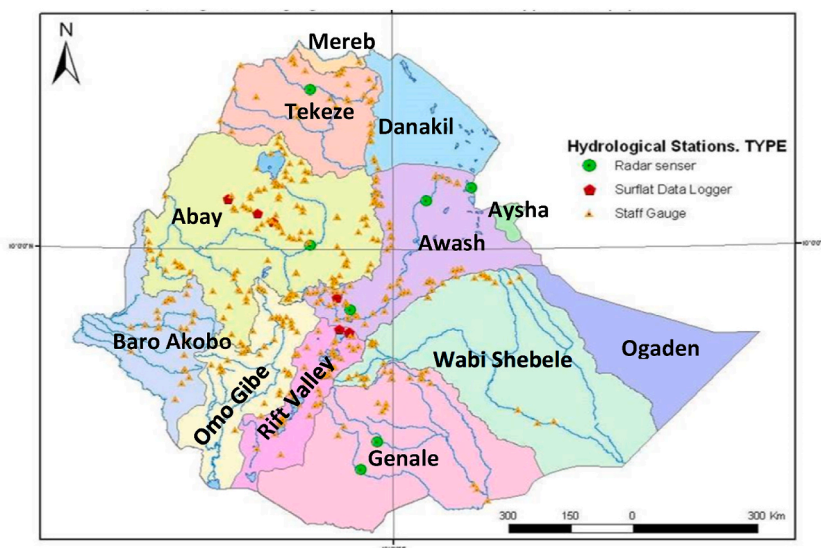 N
Mereb
Tekeze
Danakil
Hydrological Stations. TYPE
Radar senser
Surflat Data Logger
Staff Gauge
Abay
Aysha
Awash
Baro Akobo
Omo Gibe
Rift Valley
Wabi Shebele
Ogaden
Genale
300 150 0 300 Km